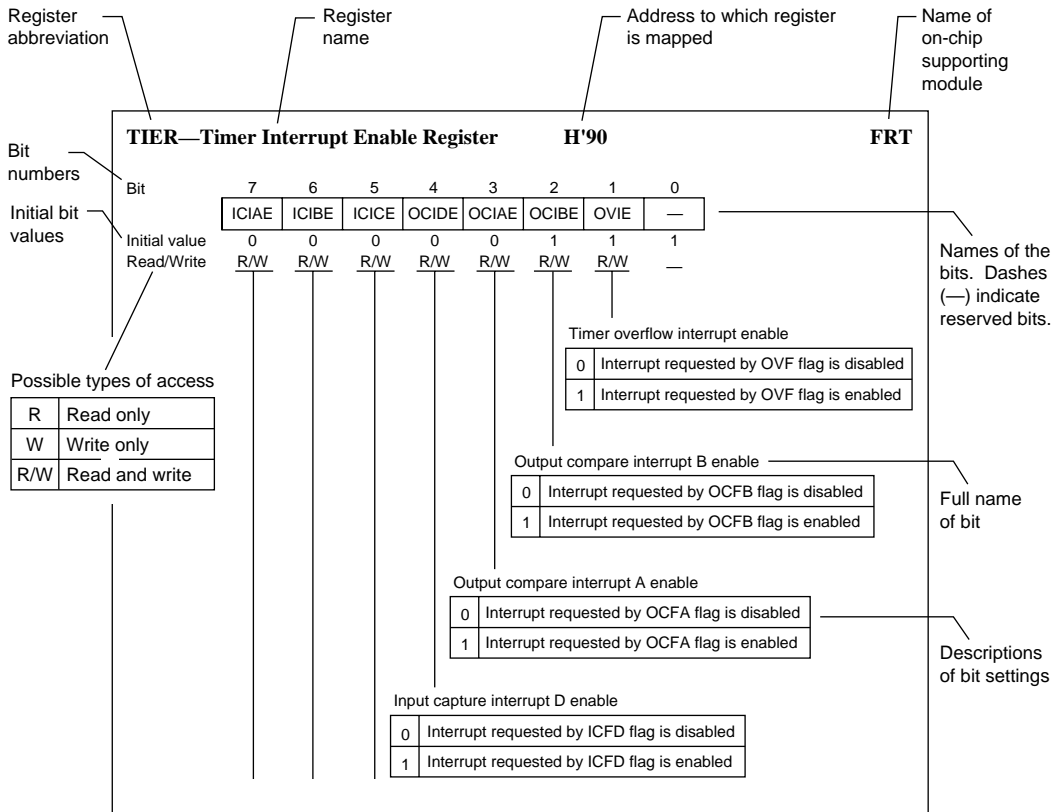 Register
abbreviation
Register
name
Address to which register
is mapped
Name of
on-chip
supporting
module
TIER—Timer Interrupt Enable Register H'90 FRT
Bit
numbers
Bit 7 6 5 4 3 2 1 0
ICIAE ICIBE ICICE OCIDE OCIAE OCIBE OVIE —
Initial bit
values
Initial value 0 0 0 0 0 1 1 1
Read/Write R/W R/W R/W R/W R/W R/W R/W —
Names of the
bits. Dashes
(—) indicate
reserved bits.
Timer overflow interrupt enable
0 Interrupt requested by OVF flag is disabled
1 Interrupt requested by OVF flag is enabled
Possible types of access
R Read only
W Write only
R/W Read and write
Output compare interrupt B enable
0 Interrupt requested by OCFB flag is disabled
1 Interrupt requested by OCFB flag is enabled
Full name
of bit
Output compare interrupt A enable
0 Interrupt requested by OCFA flag is disabled
1 Interrupt requested by OCFA flag is enabled
Descriptions
of bit settings
Input capture interrupt D enable
0 Interrupt requested by ICFD flag is disabled
1 Interrupt requested by ICFD flag is enabled